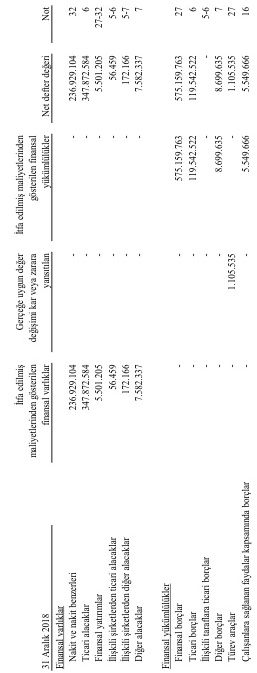 İtfa edilmiş Gerçeğe uygun değer İtfa edilmiş maliyetlerinden
maliyetlerinden gösterilen değişimi kar veya zarara gösterilen finansal
31 Aralık 2018 finansal varlıklar yansıtılan yükümlülükler Net defter değeri Not
Finansal varlıklar
Nakit ve nakit benzerleri 236.929.104 - - 236.929.104 32
Ticari alacaklar 347.872.584 - - 347.872.584 6
Finansal yatırımlar 5.501.205 - - 5.501.205 27-32
İlişkili şirketlerden ticari alacaklar 56.459 - - 56.459 5-6
İlişkili şirketlerden diğer alacaklar 172.166 - - 172.166 5-7
Diğer alacaklar 7.582.337 - - 7.582.337 7
Finansal yükümlülükler
Finansal borçlar - - 575.159.763 575.159.763 27
Ticari borçlar - - 119.542.522 119.542.522 6
İlişkili taraflara ticari borçlar - - - - 5-6
Diğer borçlar - - 8.699.635 8.699.635 7
Türev araçlar - 1.105.535 - 1.105.535 27
Çalışanlara sağlanan faydalar kapsamında borçlar - - 5.549.666 5.549.666 16